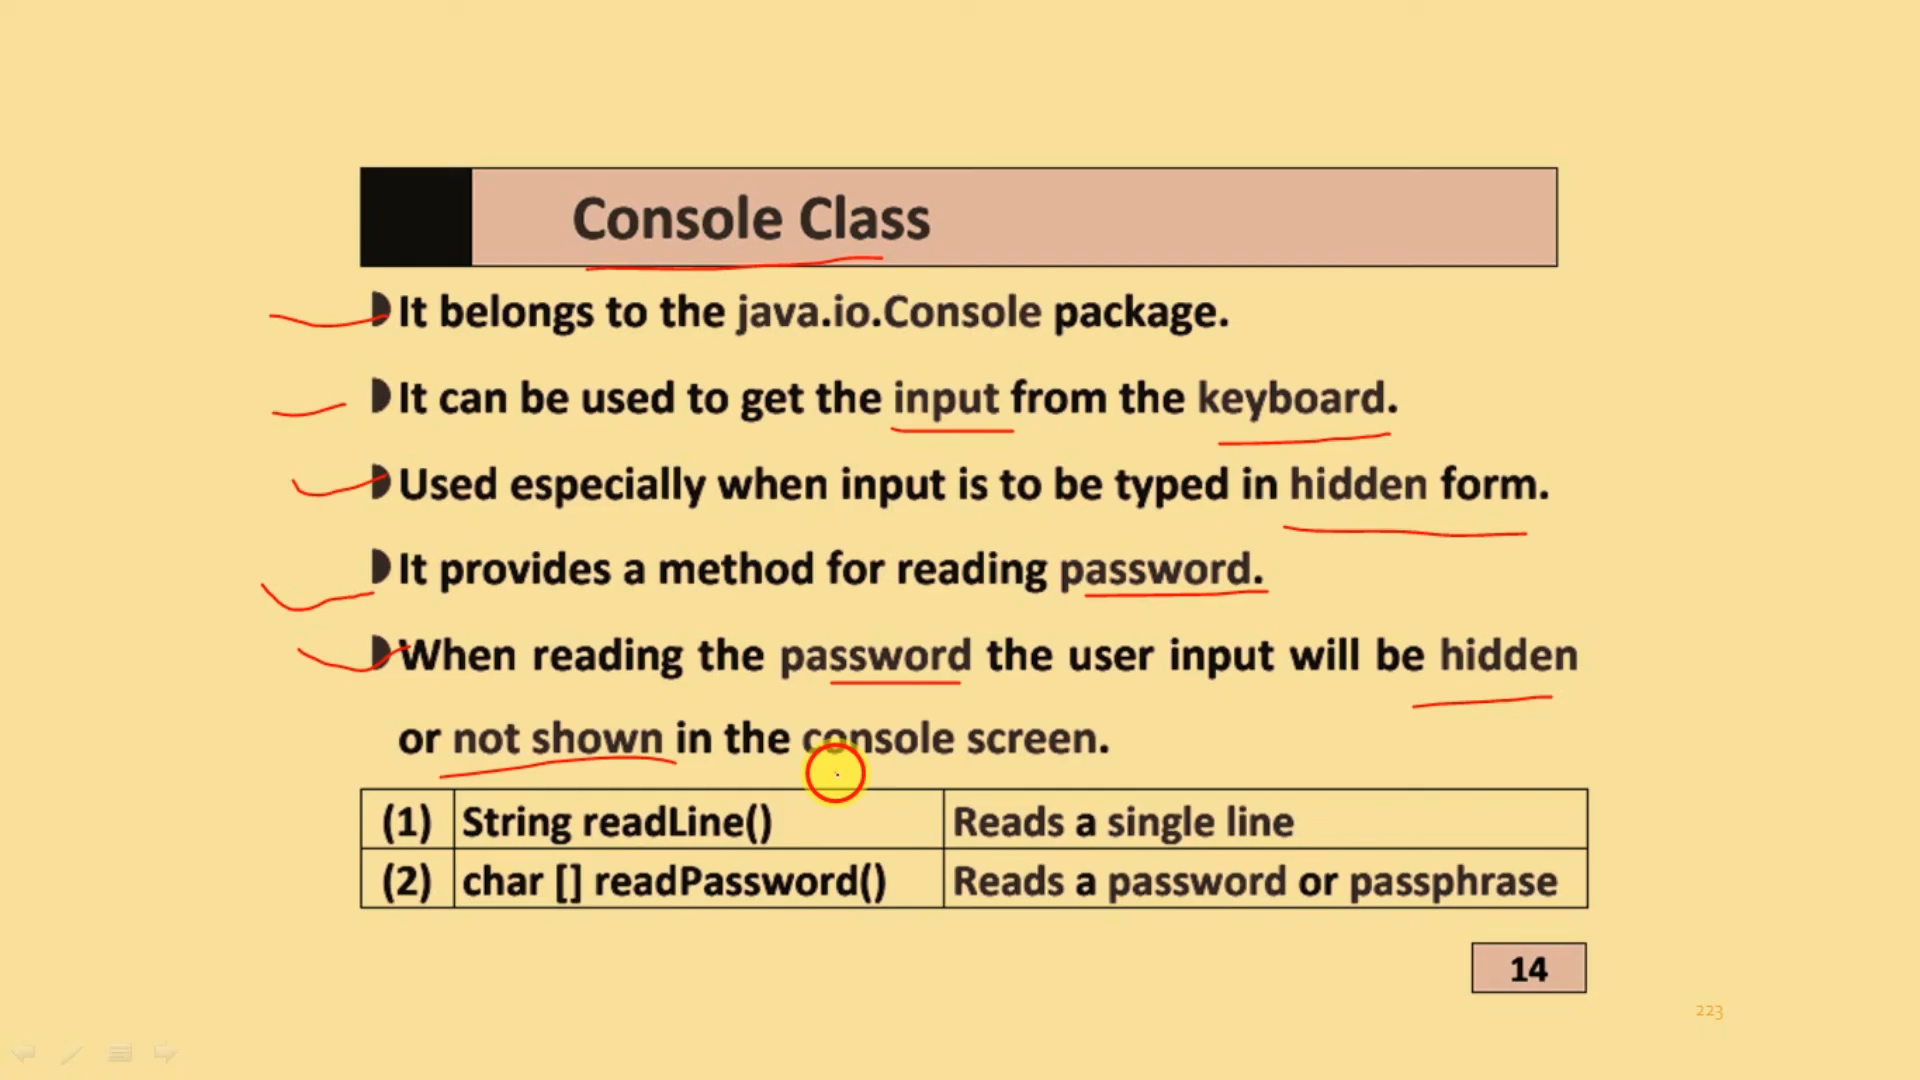 Console Class
It belongs to the java.io.Console package.
It can be used to get the input from the keyboard.
Used especially when input is to be typed in hidden form.
It provides a method for reading password.
When reading the password the user input will be hidden
or not shown in the console screen.
(1) String readLine() Reads a single line
(2) char [] readPassword() Reads a password or passphrase
14
223